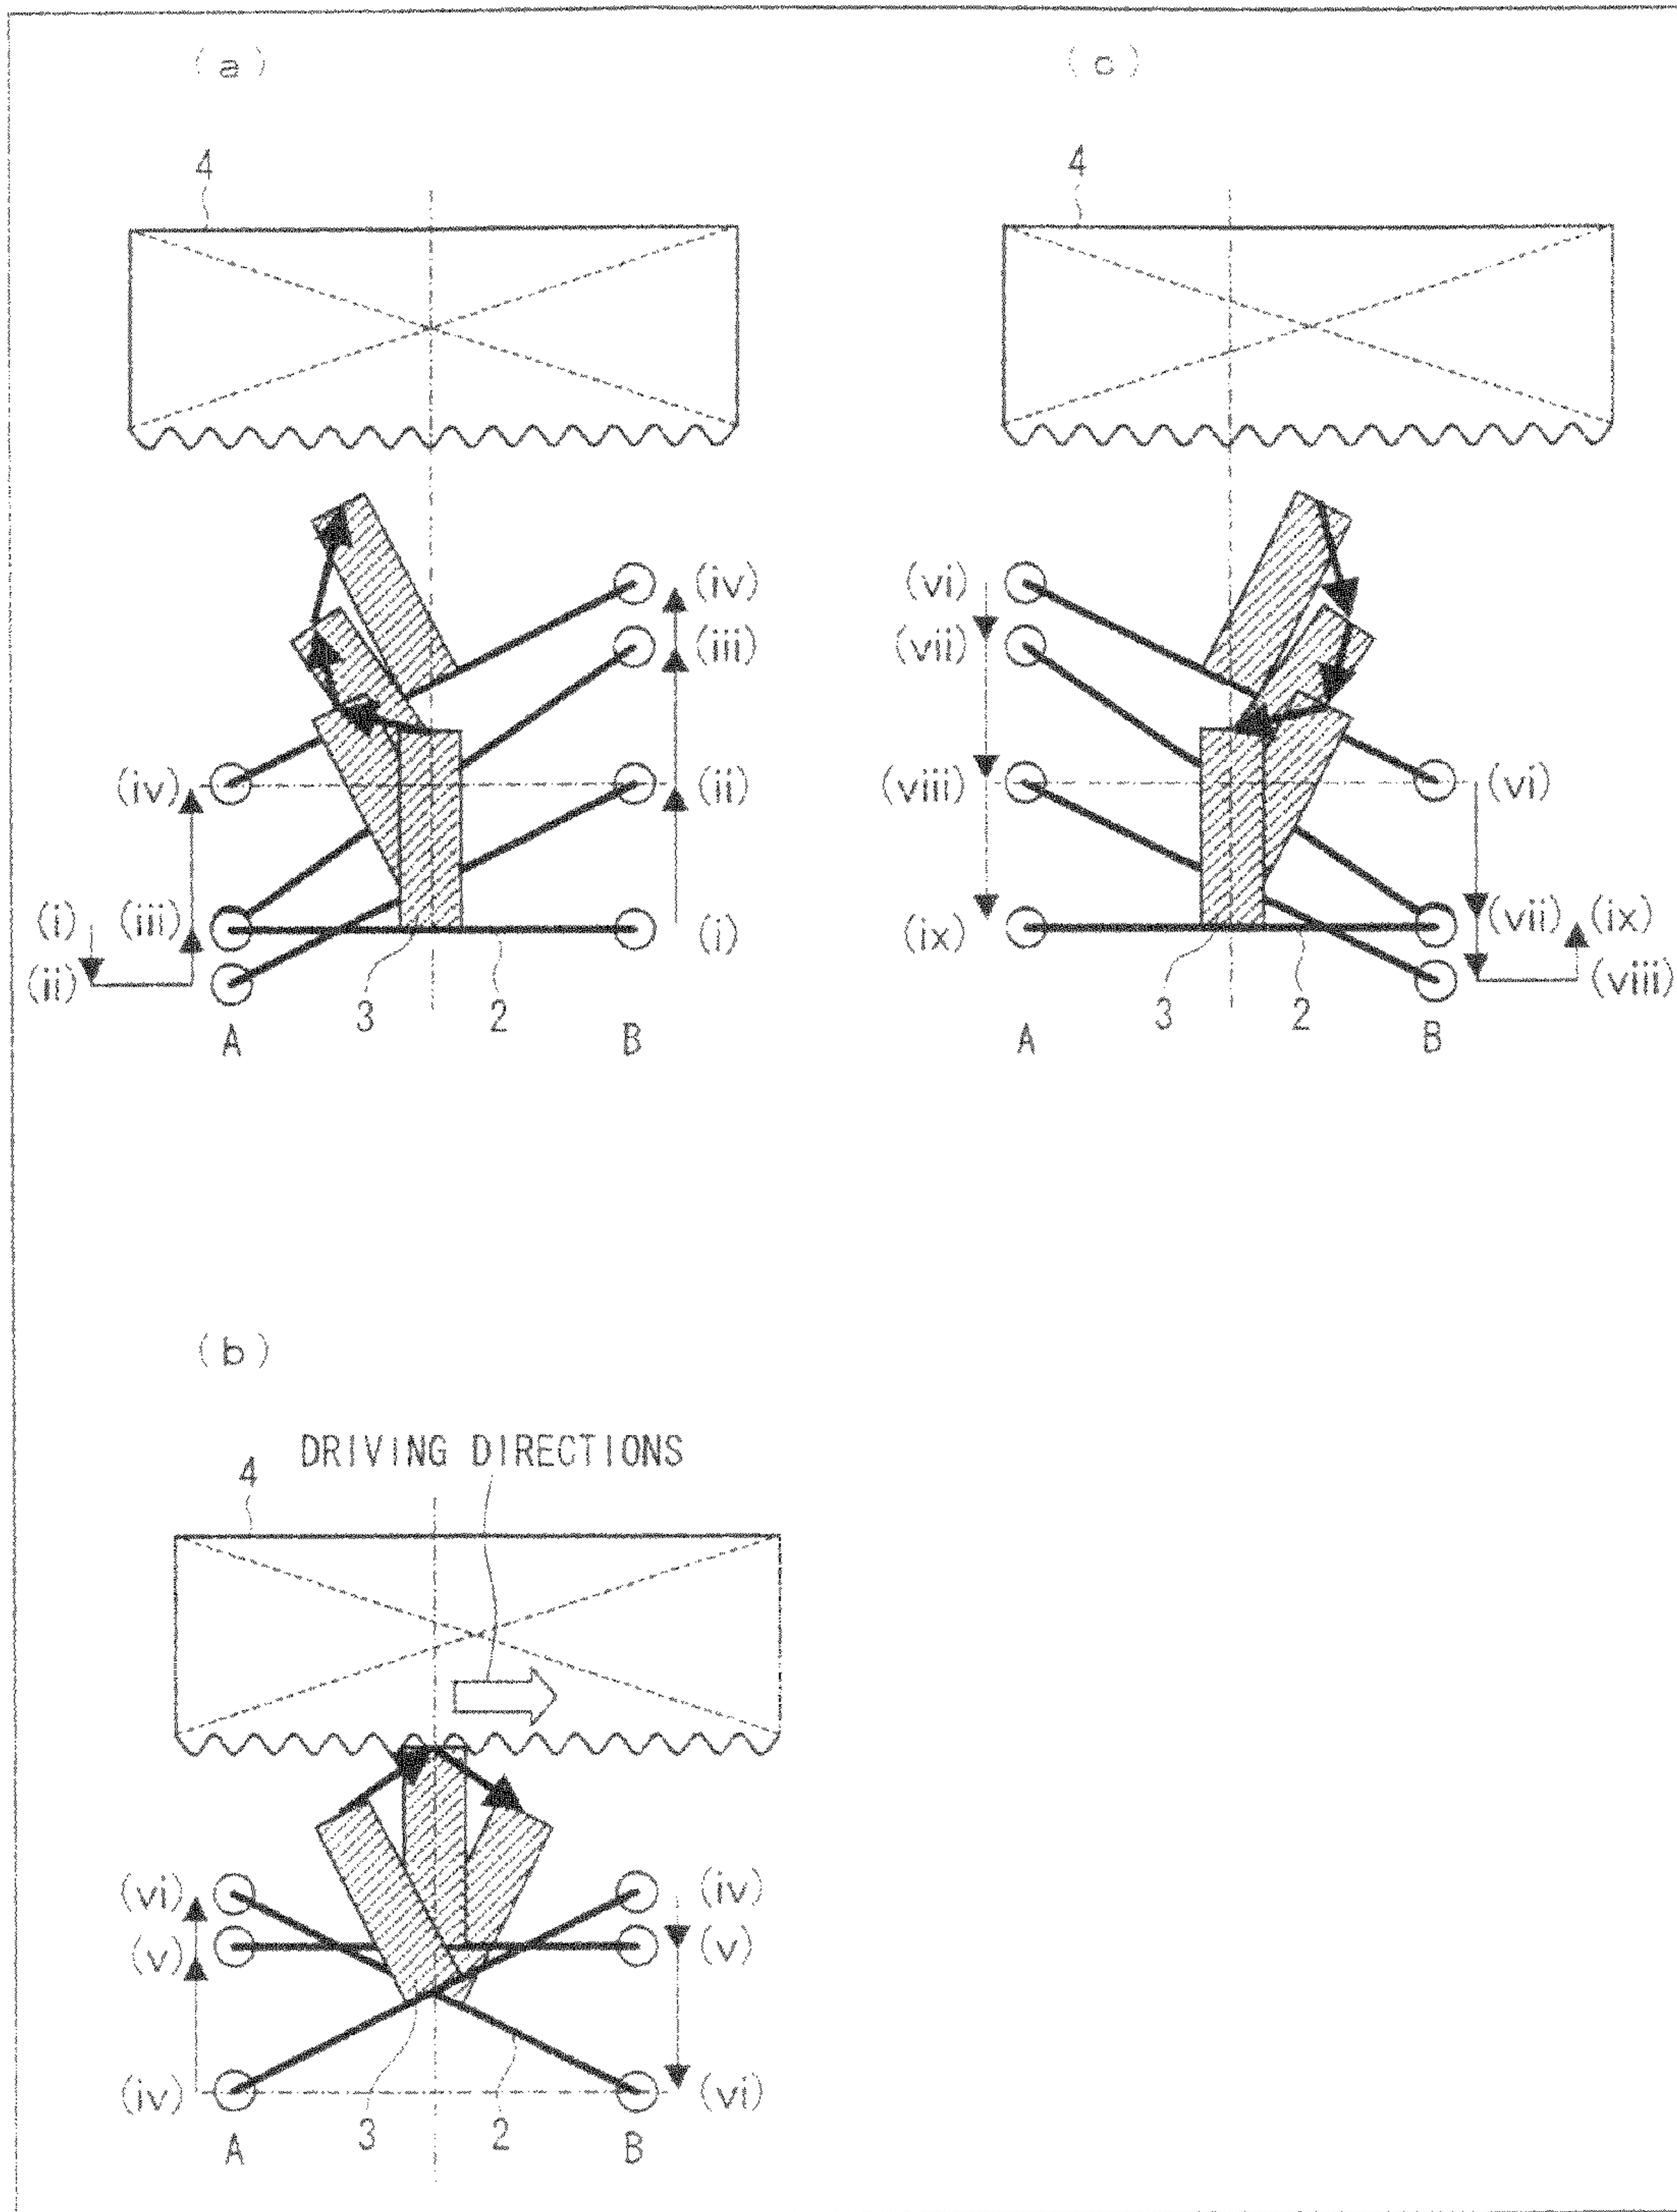 (a)
4
(iv)
(iii)
(iv)
(ii)
(i) (iii)
(i)
(ii)
3 2
A B
(c)
4
(vi)
(vii)
(viii) (vi)
(ix) (vii) (ix)
(viii)
3 2
A B
(b)
DRIVING DIRECTIONS
4
(vi) (iv)
(v) (v)
(iv) (vi)
3 2
A B